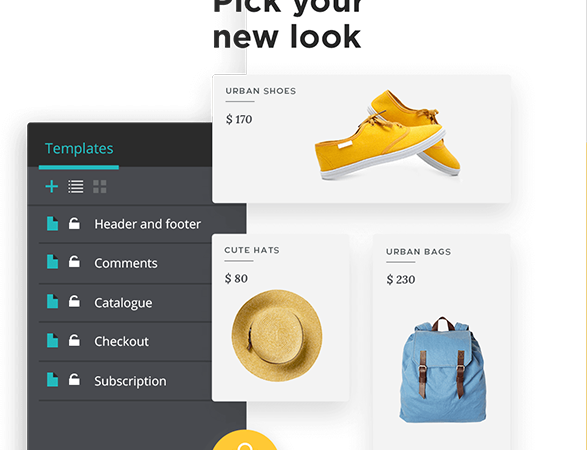 Pick your
new look
URBAN SHOES
$ 170
Templates
Header and footer
Comments
Catalogue
Checkout
Subscription
CUTE HATS
$ 80
URBAN BAGS
$ 230